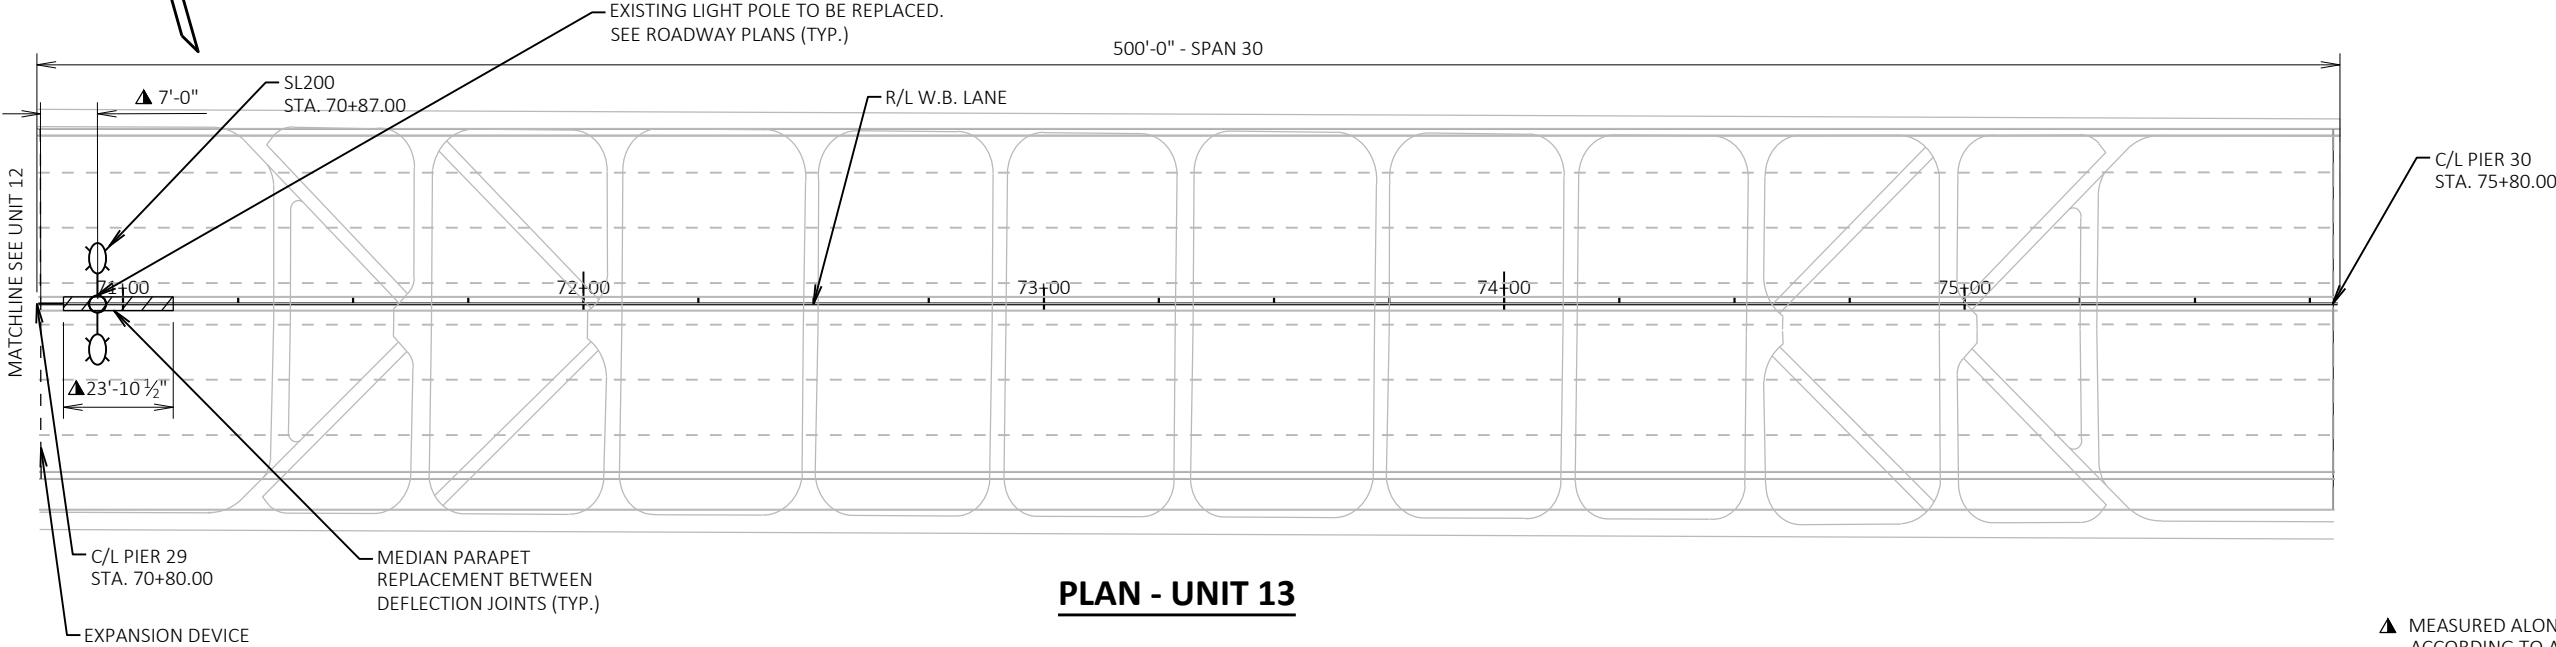 EXISTING LIGHT POLE TO BE REPLACED.
SEE ROADWAY PLANS (TYP.)
500'-0" - SPAN 30
SL200
STA. 70+87.00
7'-0"
R/L W.B. LANE
C/L PIER 30
STA. 75+80.00
MATCHLINE SEE UNIT 12
71+00
72+00
73+00
74+00
75+00
23'-10 ½"
C/L PIER 29
STA. 70+80.00
MEDIAN PARAPET
REPLACEMENT BETWEEN
DEFLECTION JOINTS (TYP.)
EXPANSION DEVICE
PLAN - UNIT 13
MEASURED ALON
ACCORDING TO A